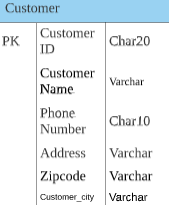 Customer
PK Customer ID Char20
Customer Name Varchar
Phone Number Char10
Address Varchar
Zipcode Varchar
Customer_city Varchar